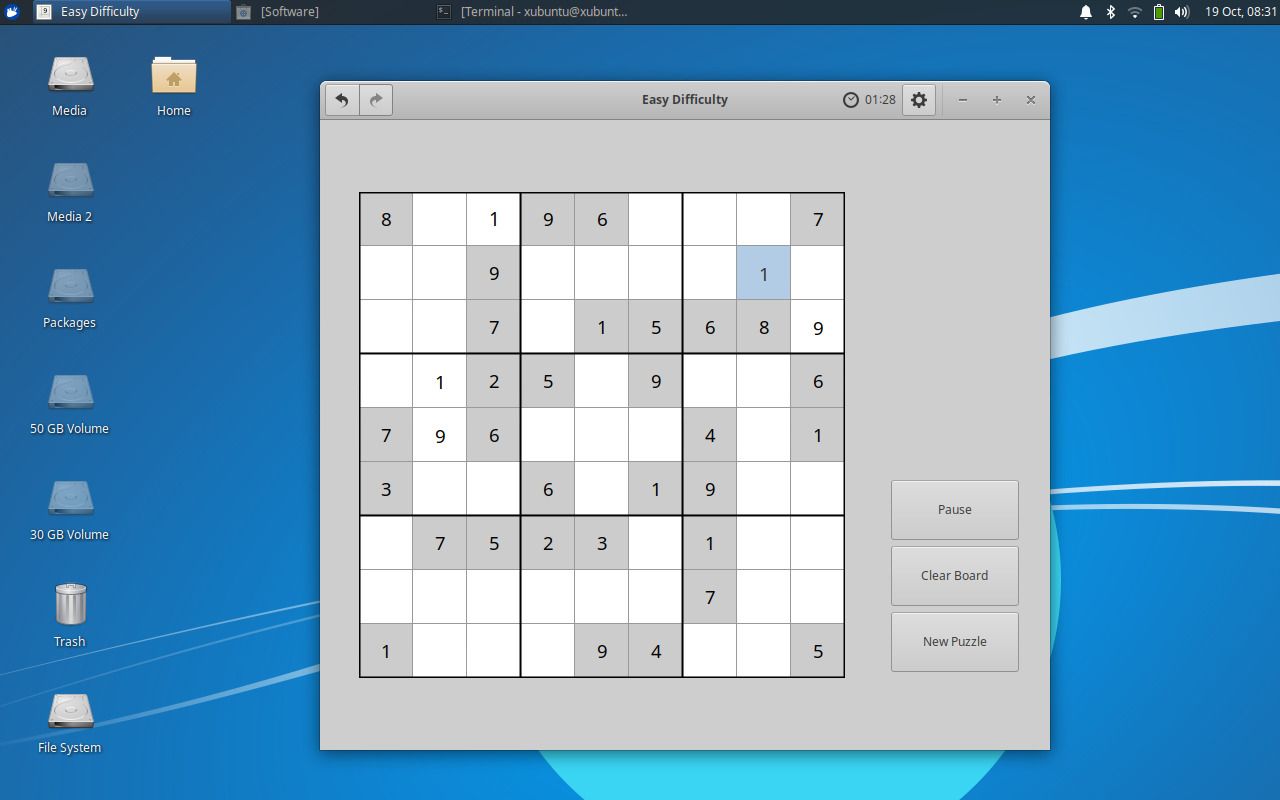 Easy Difficulty
[Software]
[Terminal - xubuntu@xubunt...
19 Oct, 08:31
Media
Home
Media 2
Packages
50 GB Volume
30 GB Volume
Trash
File System
Easy Difficulty
01:28
8 1 9 6 7
9 1
7 1 5 6 8 9
1 2 5 9 6
7 9 6 4 1
3 6 1 9
7 5 2 3 1
7
1 9 4 5
Pause
Clear Board
New Puzzle